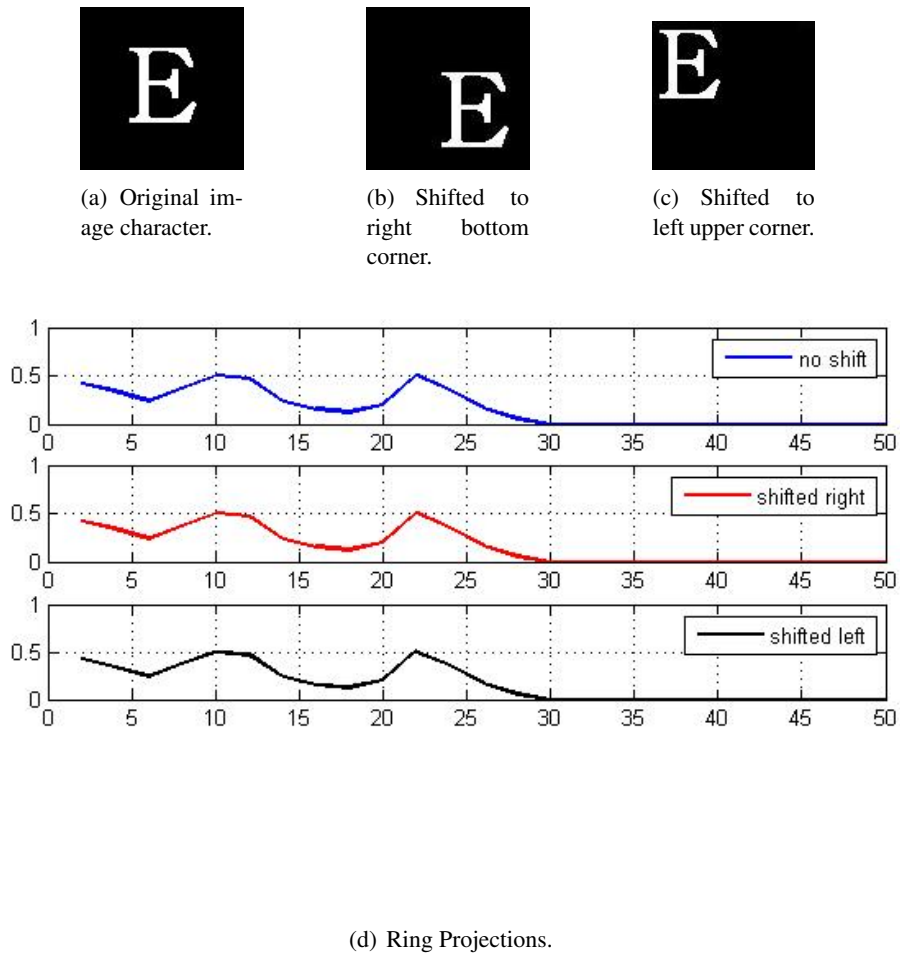 E
E
E
(a) Original im-
age character.
(b) Shifted to
right bottom
corner.
(c) Shifted to
left upper corner.
1
0.5
0
0 5 10 15 20 25 30 35 40 45 50
no shift
1
0.5
0
0 5 10 15 20 25 30 35 40 45 50
shifted right
1
0.5
0
0 5 10 15 20 25 30 35 40 45 50
shifted left
(d) Ring Projections.